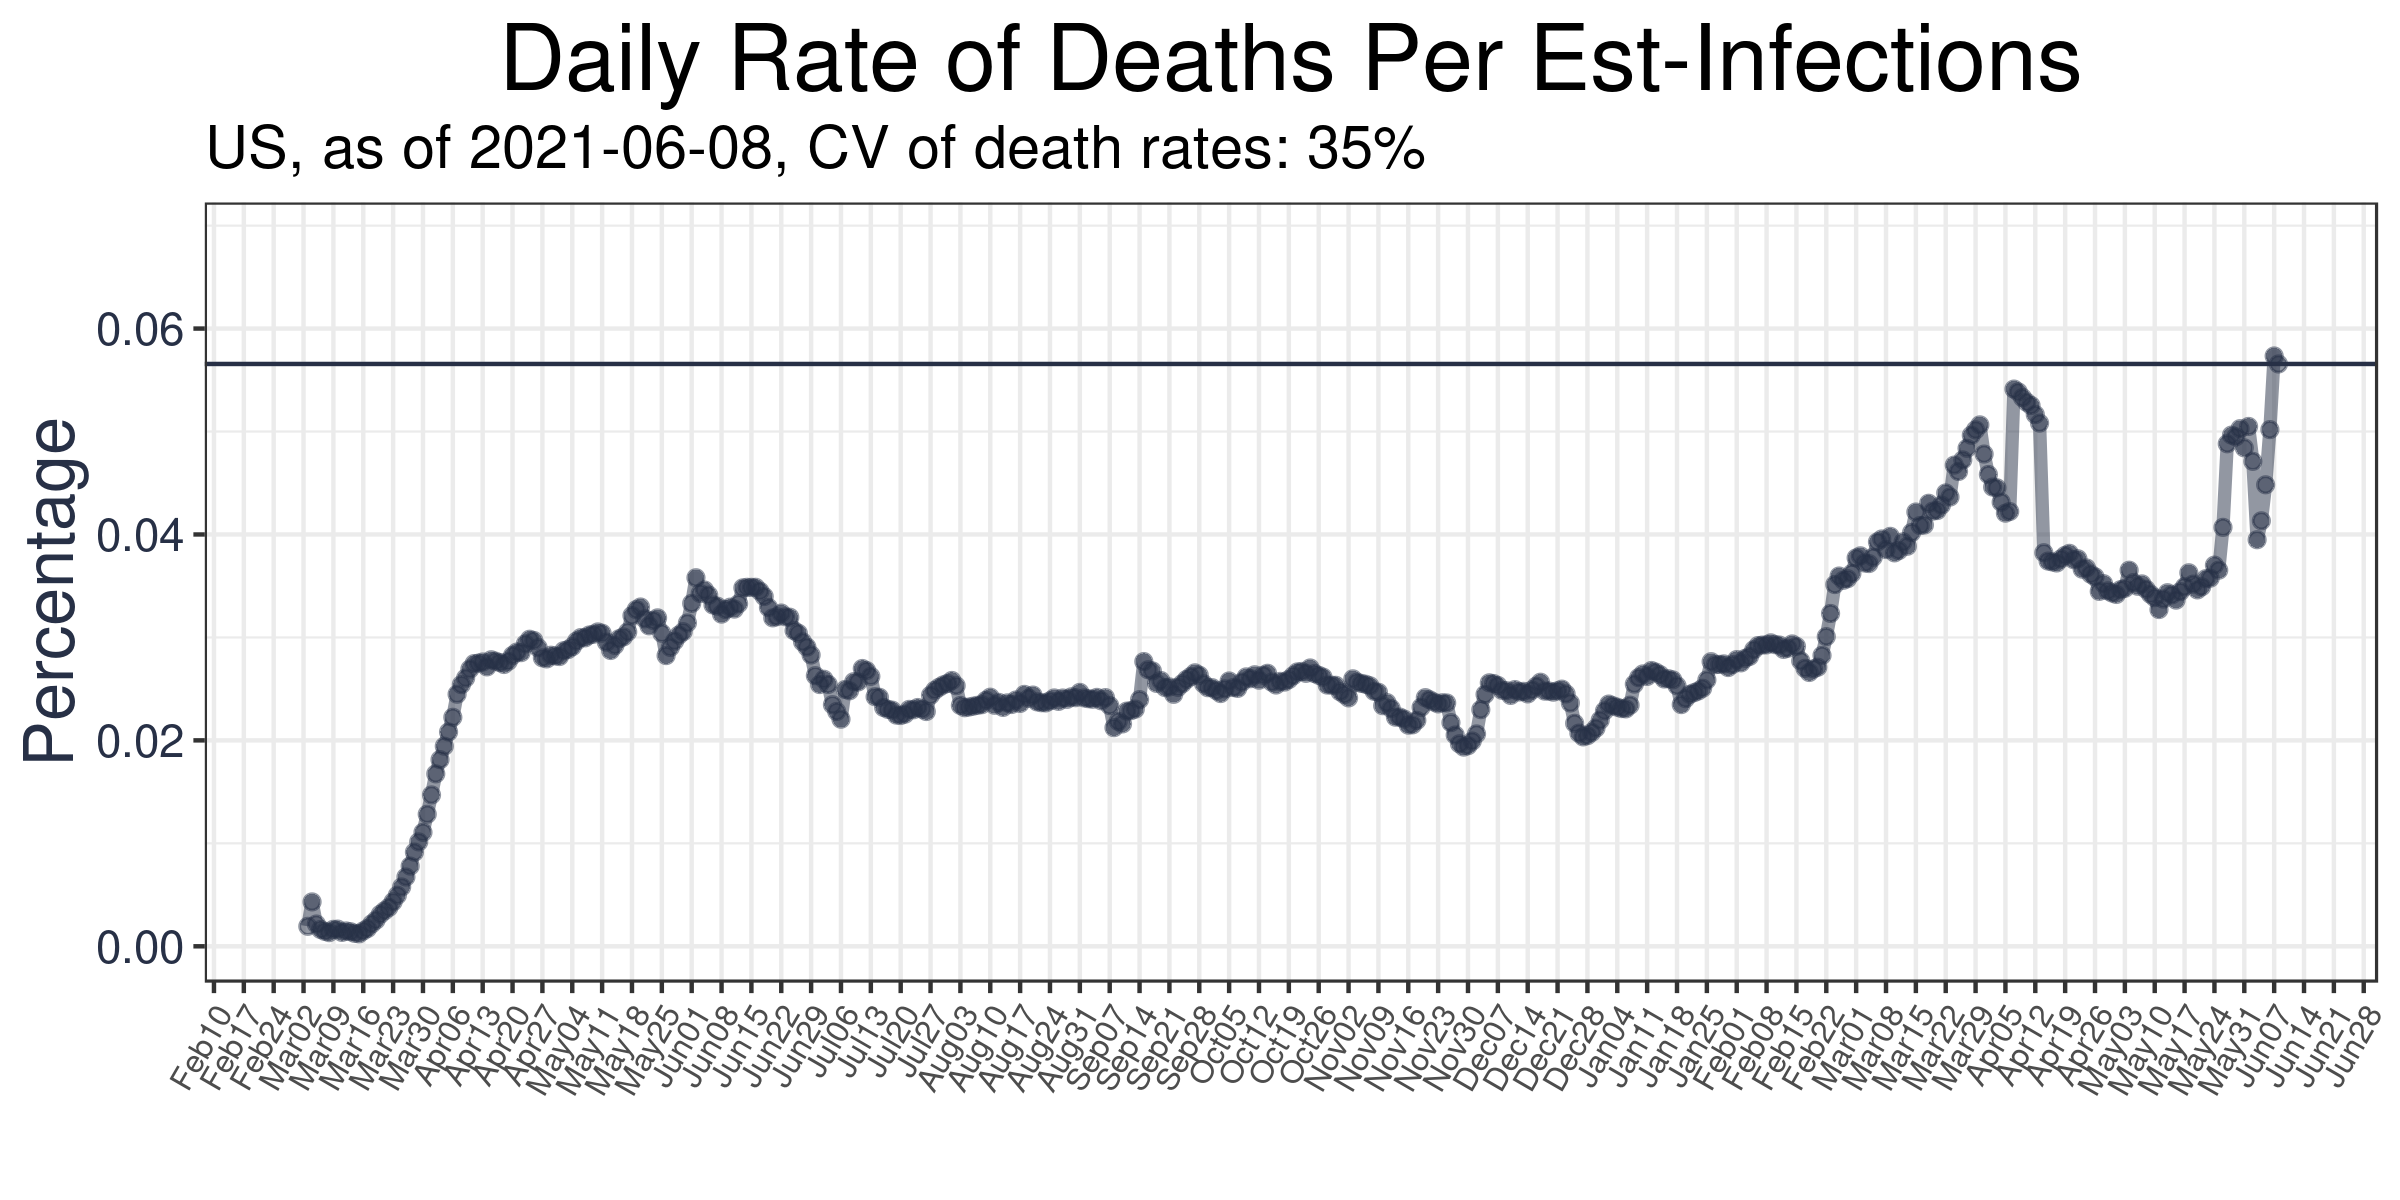 Daily Rate of Deaths Per Est-Infections
US, as of 2021-06-08, CV of death rates: 35%
Percentage
0.06
0.04
0.02
0.00
Feb10
Feb17
Feb24
Mar02
Mar09
Mar16
Mar23
Mar30
Apr06
Apr13
Apr20
Apr27
May04
May11
May18
May25
Jun01
Jun08
Jun15
Jun22
Jun29
Jul06
Jul13
Jul20
Jul27
Aug03
Aug10
Aug17
Aug24
Aug31
Sep07
Sep14
Sep21
Sep28
Oct05
Oct12
Oct19
Oct26
Nov02
Nov09
Nov16
Nov23
Nov30
Dec07
Dec14
Dec21
Dec28
Jan04
Jan11
Jan18
Jan25
Feb01
Feb08
Feb15
Feb22
Mar01
Mar08
Mar15
Mar22
Mar29
Apr05
Apr12
Apr19
Apr26
May03
May10
May17
May24
May31
Jun07
Jun14
Jun21
Jun28